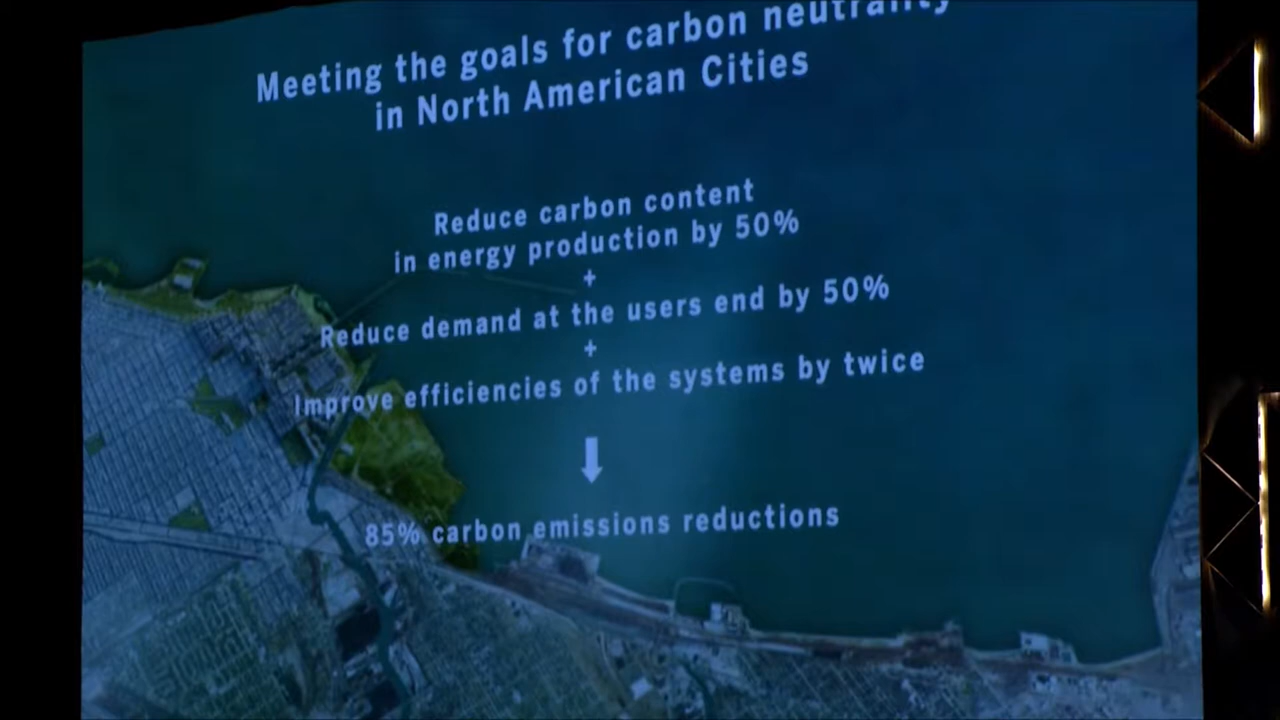 Meeting the goals for carbon neutrality
in North American Cities
Reduce carbon content
in energy production by 50%
+
Reduce demand at the users end by 50%
+
Improve efficiencies of the systems by twice
85% carbon emissions reductions